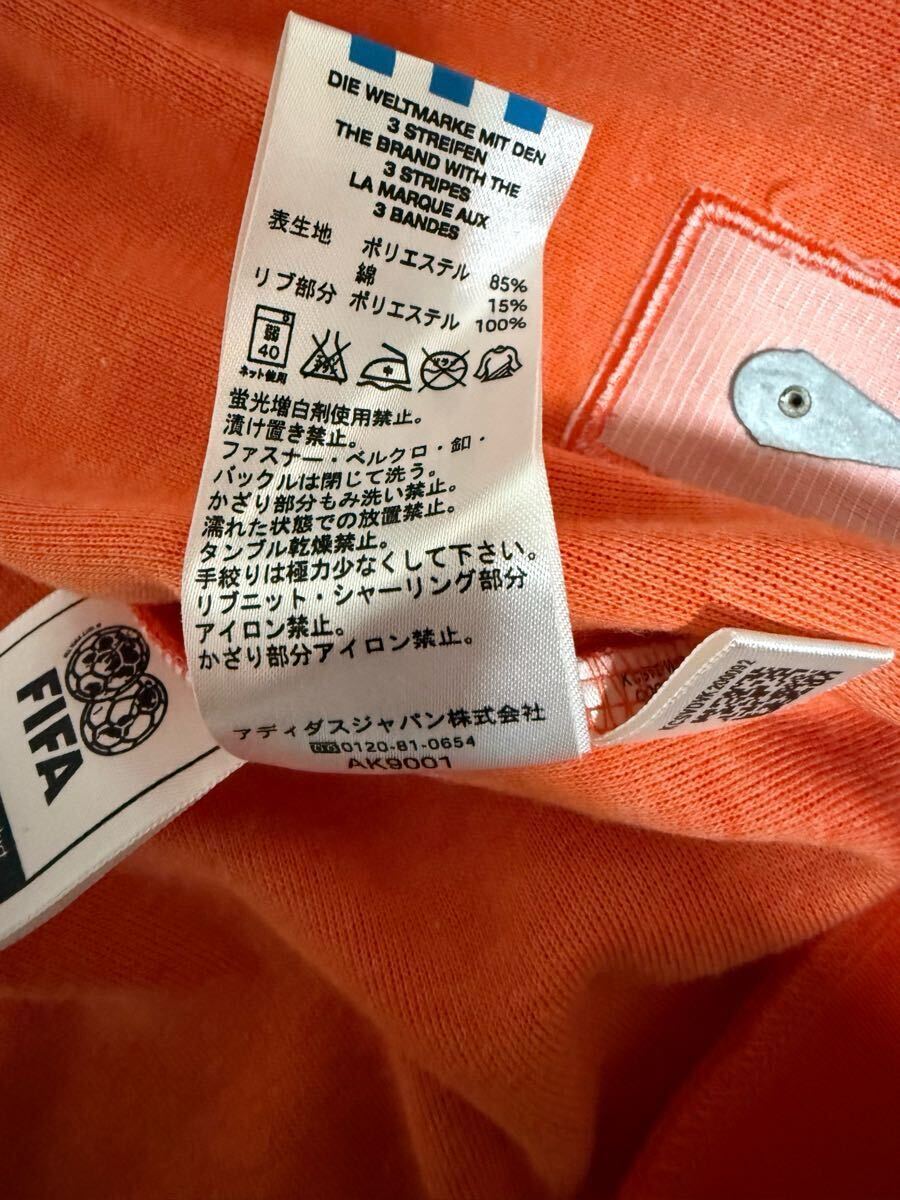 DIE WELTMARKE MIT DEN
3 STREIFEN
THE BRAND WITH THE
3 STRIPES
LA MARQUE AUX
3 BANDES
表生地 ポリエステル 85%
綿 15%
リブ部分 ポリエステル 100%
弱
40
ネット使用
中
蛍光増白剤使用禁止。
漬け置き禁止。
ファスナー・ベルクロ・釦・
バックルは閉じて洗う。
かざり部分もみ洗い禁止。
濡れた状態での放置禁止。
タンブル乾燥禁止。
手絞りは極力少なくして下さい。
リブニット・シャーリング部分
アイロン禁止。
かざり部分アイロン禁止。
アディダスジャパン株式会社
0120-81-0654
AK9001
FIFA